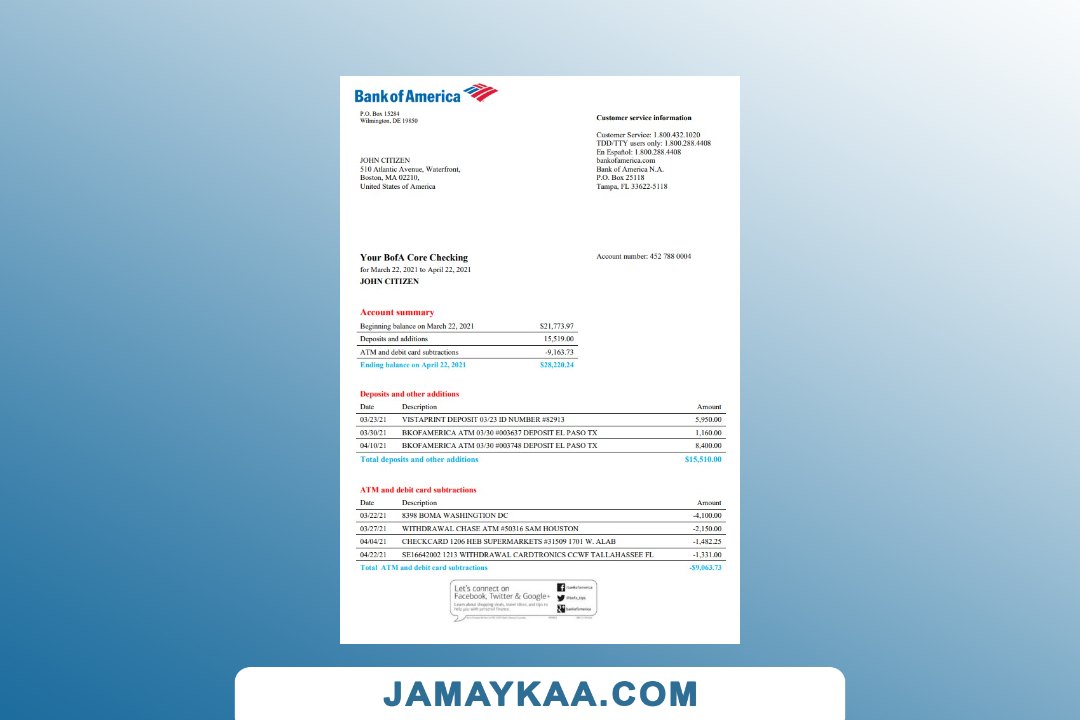 Bank of America
P.O. Box 15284
Wilmington, DE 19850
Customer service information
Customer Service: 1.800.432.1020
TDD/TTY users only: 1.800.288.4408
En Español: 1.800.288.4408
bankofamerica.com
Bank of America N.A.
P.O. Box 25118
Tampa, FL 33622-5118
JOHN CITIZEN
510 Atlantic Avenue, Waterfront,
Boston, MA 02210,
United States of America
Your BofA Core Checking
for March 22, 2021 to April 22, 2021
JOHN CITIZEN
Account number: 452 788 0004
Account summary
Beginning balance on March 22, 2021 $21,773.97
Deposits and additions 15,519.00
ATM and debit card subtractions -9,163.73
Ending balance on April 22, 2021 $28,220.24
Deposits and other additions
Date Description Amount
03/23/21 VISTAPRINT DEPOSIT 03/23 ID NUMBER #82913 5,950.00
03/30/21 BKOFAMERICA ATM 03/30 #003637 DEPOSIT EL PASO TX 1,160.00
04/10/21 BKOFAMERICA ATM 03/30 #003748 DEPOSIT EL PASO TX 8,400.00
Total deposits and other additions $15,510.00
ATM and debit card subtractions
Date Description Amount
03/22/21 8398 BOMA WASHINGTION DC -4,100.00
03/27/21 WITHDRAWAL CHASE ATM #50316 SAM HOUSTON -2,150.00
04/04/21 CHECKCARD 1206 HEB SUPERMARKETS #31509 1701 W. ALAB -1,482.25
04/22/21 SE16642002 1213 WITHDRAWAL CARDTRONICS CCWF TALLAHASSEE FL -1,331.00
Total ATM and debit card subtractions -$9,063.73
Let's connect on
Facebook, Twitter & Google+
JAMAYKAA.COM